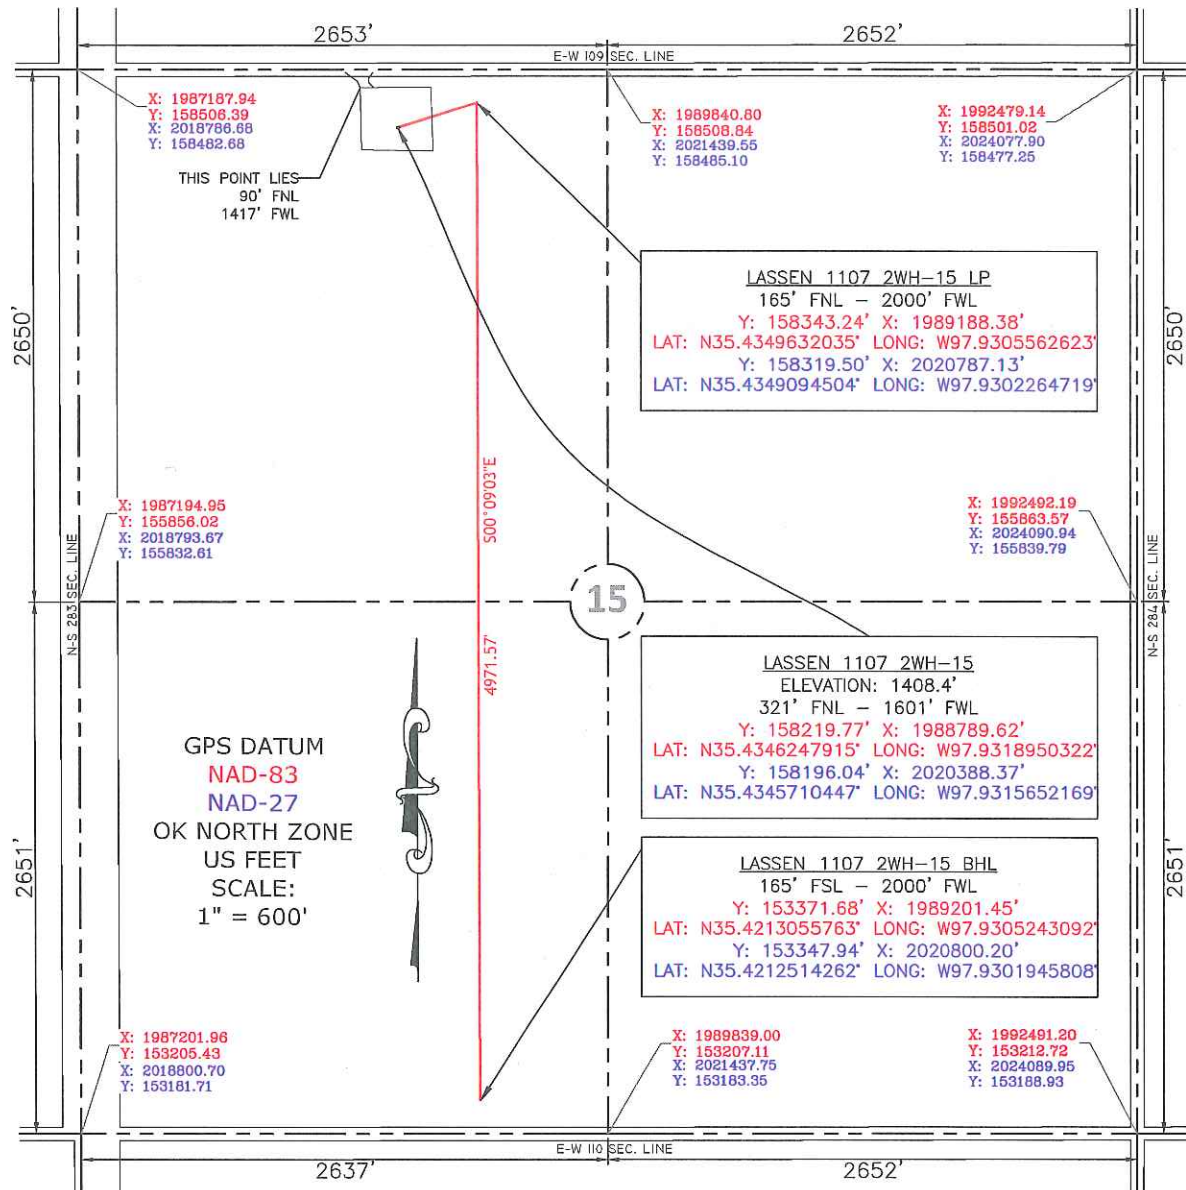 2653'
2652'
E-W 109 SEC. LINE
X: 1987187.94
Y: 158506.39
X: 2018786.68
Y: 158482.68
X: 1989840.80
Y: 158508.84
X: 2021439.55
Y: 158485.10
X: 1992479.14
Y: 158501.02
X: 2024077.90
Y: 158477.25
THIS POINT LIES
90' FNL
1417' FWL
LASSEN 1107 2WH-15 LP
165' FNL - 2000' FWL
Y: 158343.24' X: 1989188.38'
LAT: N35.4349632035° LONG: W97.9305562623°
Y: 158319.50' X: 2020787.13'
LAT: N35.4349094504° LONG: W97.9302264719°
2650'
2650'
S00°09'03"E
X: 1987194.95
Y: 155856.02
X: 2018793.67
Y: 155832.61
X: 1992492.19
Y: 155863.57
X: 2024090.94
Y: 155839.79
N-S 283 SEC. LINE
N-S 284 SEC. LINE
15
4971.57'
LASSEN 1107 2WH-15
ELEVATION: 1408.4'
321' FNL - 1601' FWL
Y: 158219.77' X: 1988789.62'
LAT: N35.4346247915° LONG: W97.9318950322°
Y: 158196.04' X: 2020388.37'
LAT: N35.4345710447° LONG: W97.9315652169°
GPS DATUM
NAD-83
NAD-27
OK NORTH ZONE
US FEET
SCALE:
1" = 600'
2651'
2651'
LASSEN 1107 2WH-15 BHL
165' FSL - 2000' FWL
Y: 153371.68' X: 1989201.45'
LAT: N35.4213055763° LONG: W97.9305243092°
Y: 153347.94' X: 2020800.20'
LAT: N35.4212514262° LONG: W97.9301945808°
X: 1987201.96
Y: 153205.43
X: 2018800.70
Y: 153181.71
X: 1989839.00
Y: 153207.11
X: 2021437.75
Y: 153183.35
X: 1992491.20
Y: 153212.72
X: 2024089.95
Y: 153188.93
E-W 110 SEC. LINE
2637'
2652'